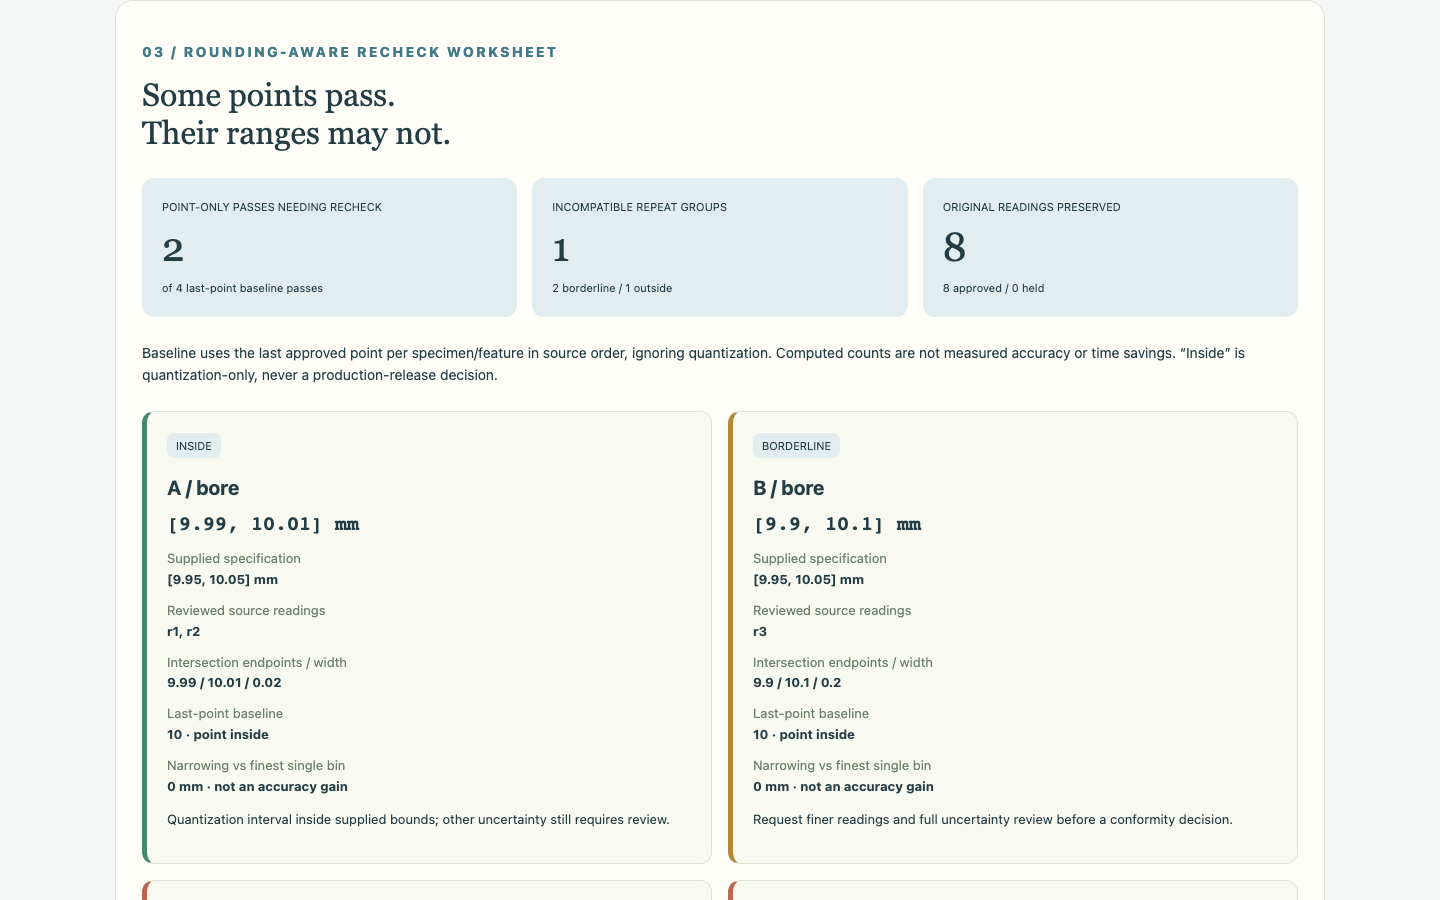 03 / ROUNDING-AWARE RECHECK WORKSHEET
Some points pass.
Their ranges may not.
POINT-ONLY PASSES NEEDING RECHECK
2
of 4 last-point baseline passes
INCOMPATIBLE REPEAT GROUPS
1
2 borderline / 1 outside
ORIGINAL READINGS PRESERVED
8
8 approved / 0 held
Baseline uses the last approved point per specimen/feature in source order, ignoring quantization. Computed counts are not measured accuracy or time savings. “Inside” is
quantization-only, never a production-release decision.
INSIDE
A / bore
[9.99, 10.01] mm
Supplied specification
[9.95, 10.05] mm
Reviewed source readings
r1, r2
Intersection endpoints / width
9.99 / 10.01 / 0.02
Last-point baseline
10 · point inside
Narrowing vs finest single bin
0 mm · not an accuracy gain
Quantization interval inside supplied bounds; other uncertainty still requires review.
BORDERLINE
B / bore
[9.9, 10.1] mm
Supplied specification
[9.95, 10.05] mm
Reviewed source readings
r3
Intersection endpoints / width
9.9 / 10.1 / 0.2
Last-point baseline
10 · point inside
Narrowing vs finest single bin
0 mm · not an accuracy gain
Request finer readings and full uncertainty review before a conformity decision.